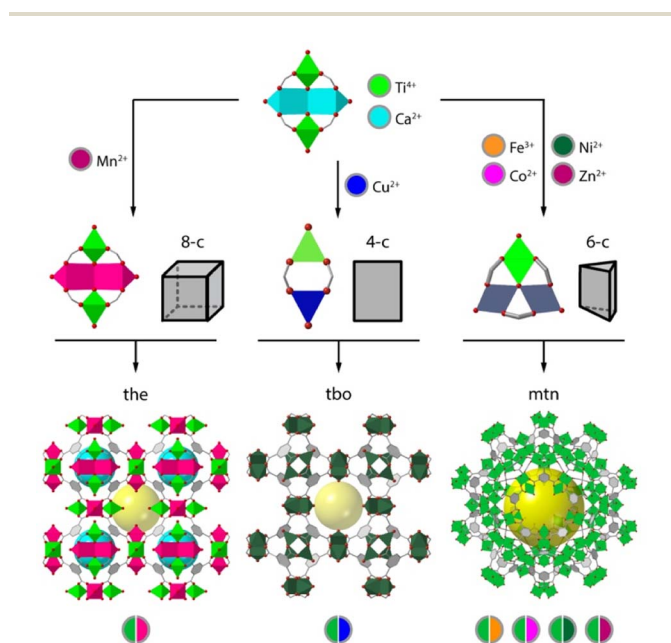 Ti⁴⁺
Ca²⁺
Mn²⁺
Cu²⁺
Fe³⁺ Ni²⁺
Co²⁺ Zn²⁺
8-c 4-c 6-c
the tbo mtn